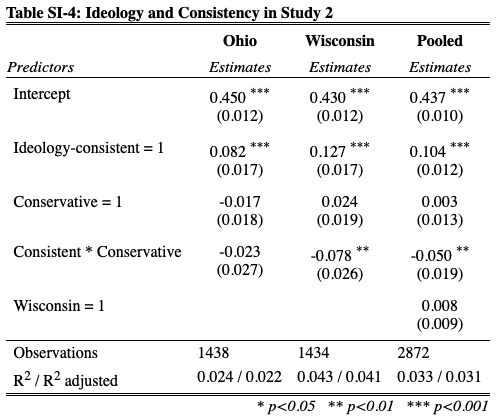 Table SI-4: Ideology and Consistency in Study 2
Ohio Wisconsin Pooled
Predictors Estimates Estimates Estimates
Intercept 0.450 *** 0.430 *** 0.437 ***
(0.012) (0.012) (0.010)
Ideology-consistent = 1 0.082 *** 0.127 *** 0.104 ***
(0.017) (0.017) (0.012)
Conservative = 1 -0.017 0.024 0.003
(0.018) (0.019) (0.013)
Consistent * Conservative -0.023 -0.078 ** -0.050 **
(0.027) (0.026) (0.019)
Wisconsin = 1 0.008
(0.009)
Observations 1438 1434 2872
R2 / R2 adjusted 0.024 / 0.022 0.043 / 0.041 0.033 / 0.031
* p<0.05 ** p<0.01 *** p<0.001